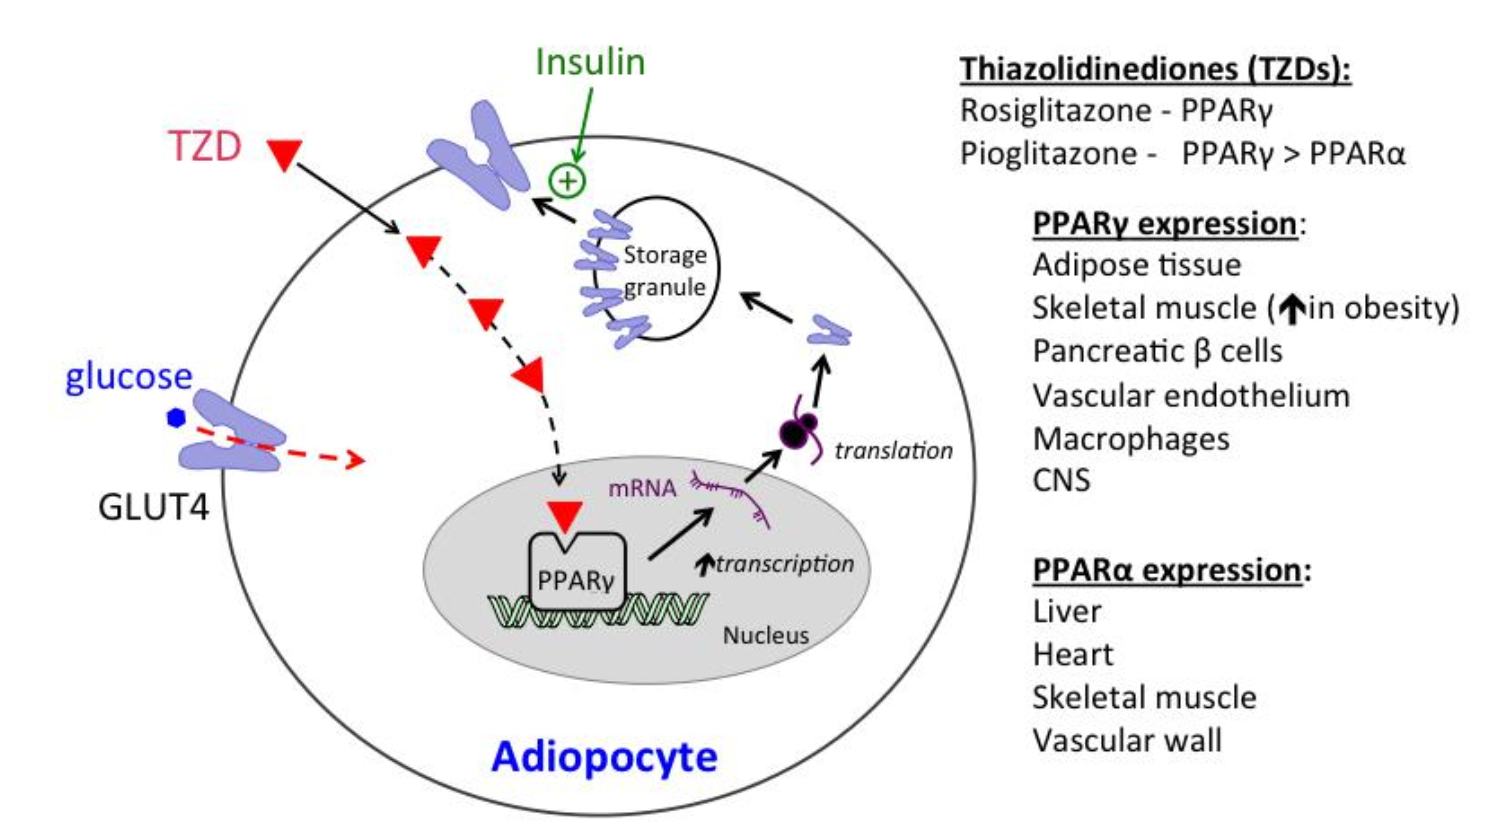 Insulin
TZD
Storage
granule
glucose
GLUT4
translation
mRNA
⬆transcription
PPARγ
Nucleus
Adiopocyte
Thiazolidinediones (TZDs):
Rosiglitazone - PPARγ
Pioglitazone - PPARγ > PPARα
PPARγ expression:
Adipose tissue
Skeletal muscle (⬆in obesity)
Pancreatic β cells
Vascular endothelium
Macrophages
CNS
PPARα expression:
Liver
Heart
Skeletal muscle
Vascular wall